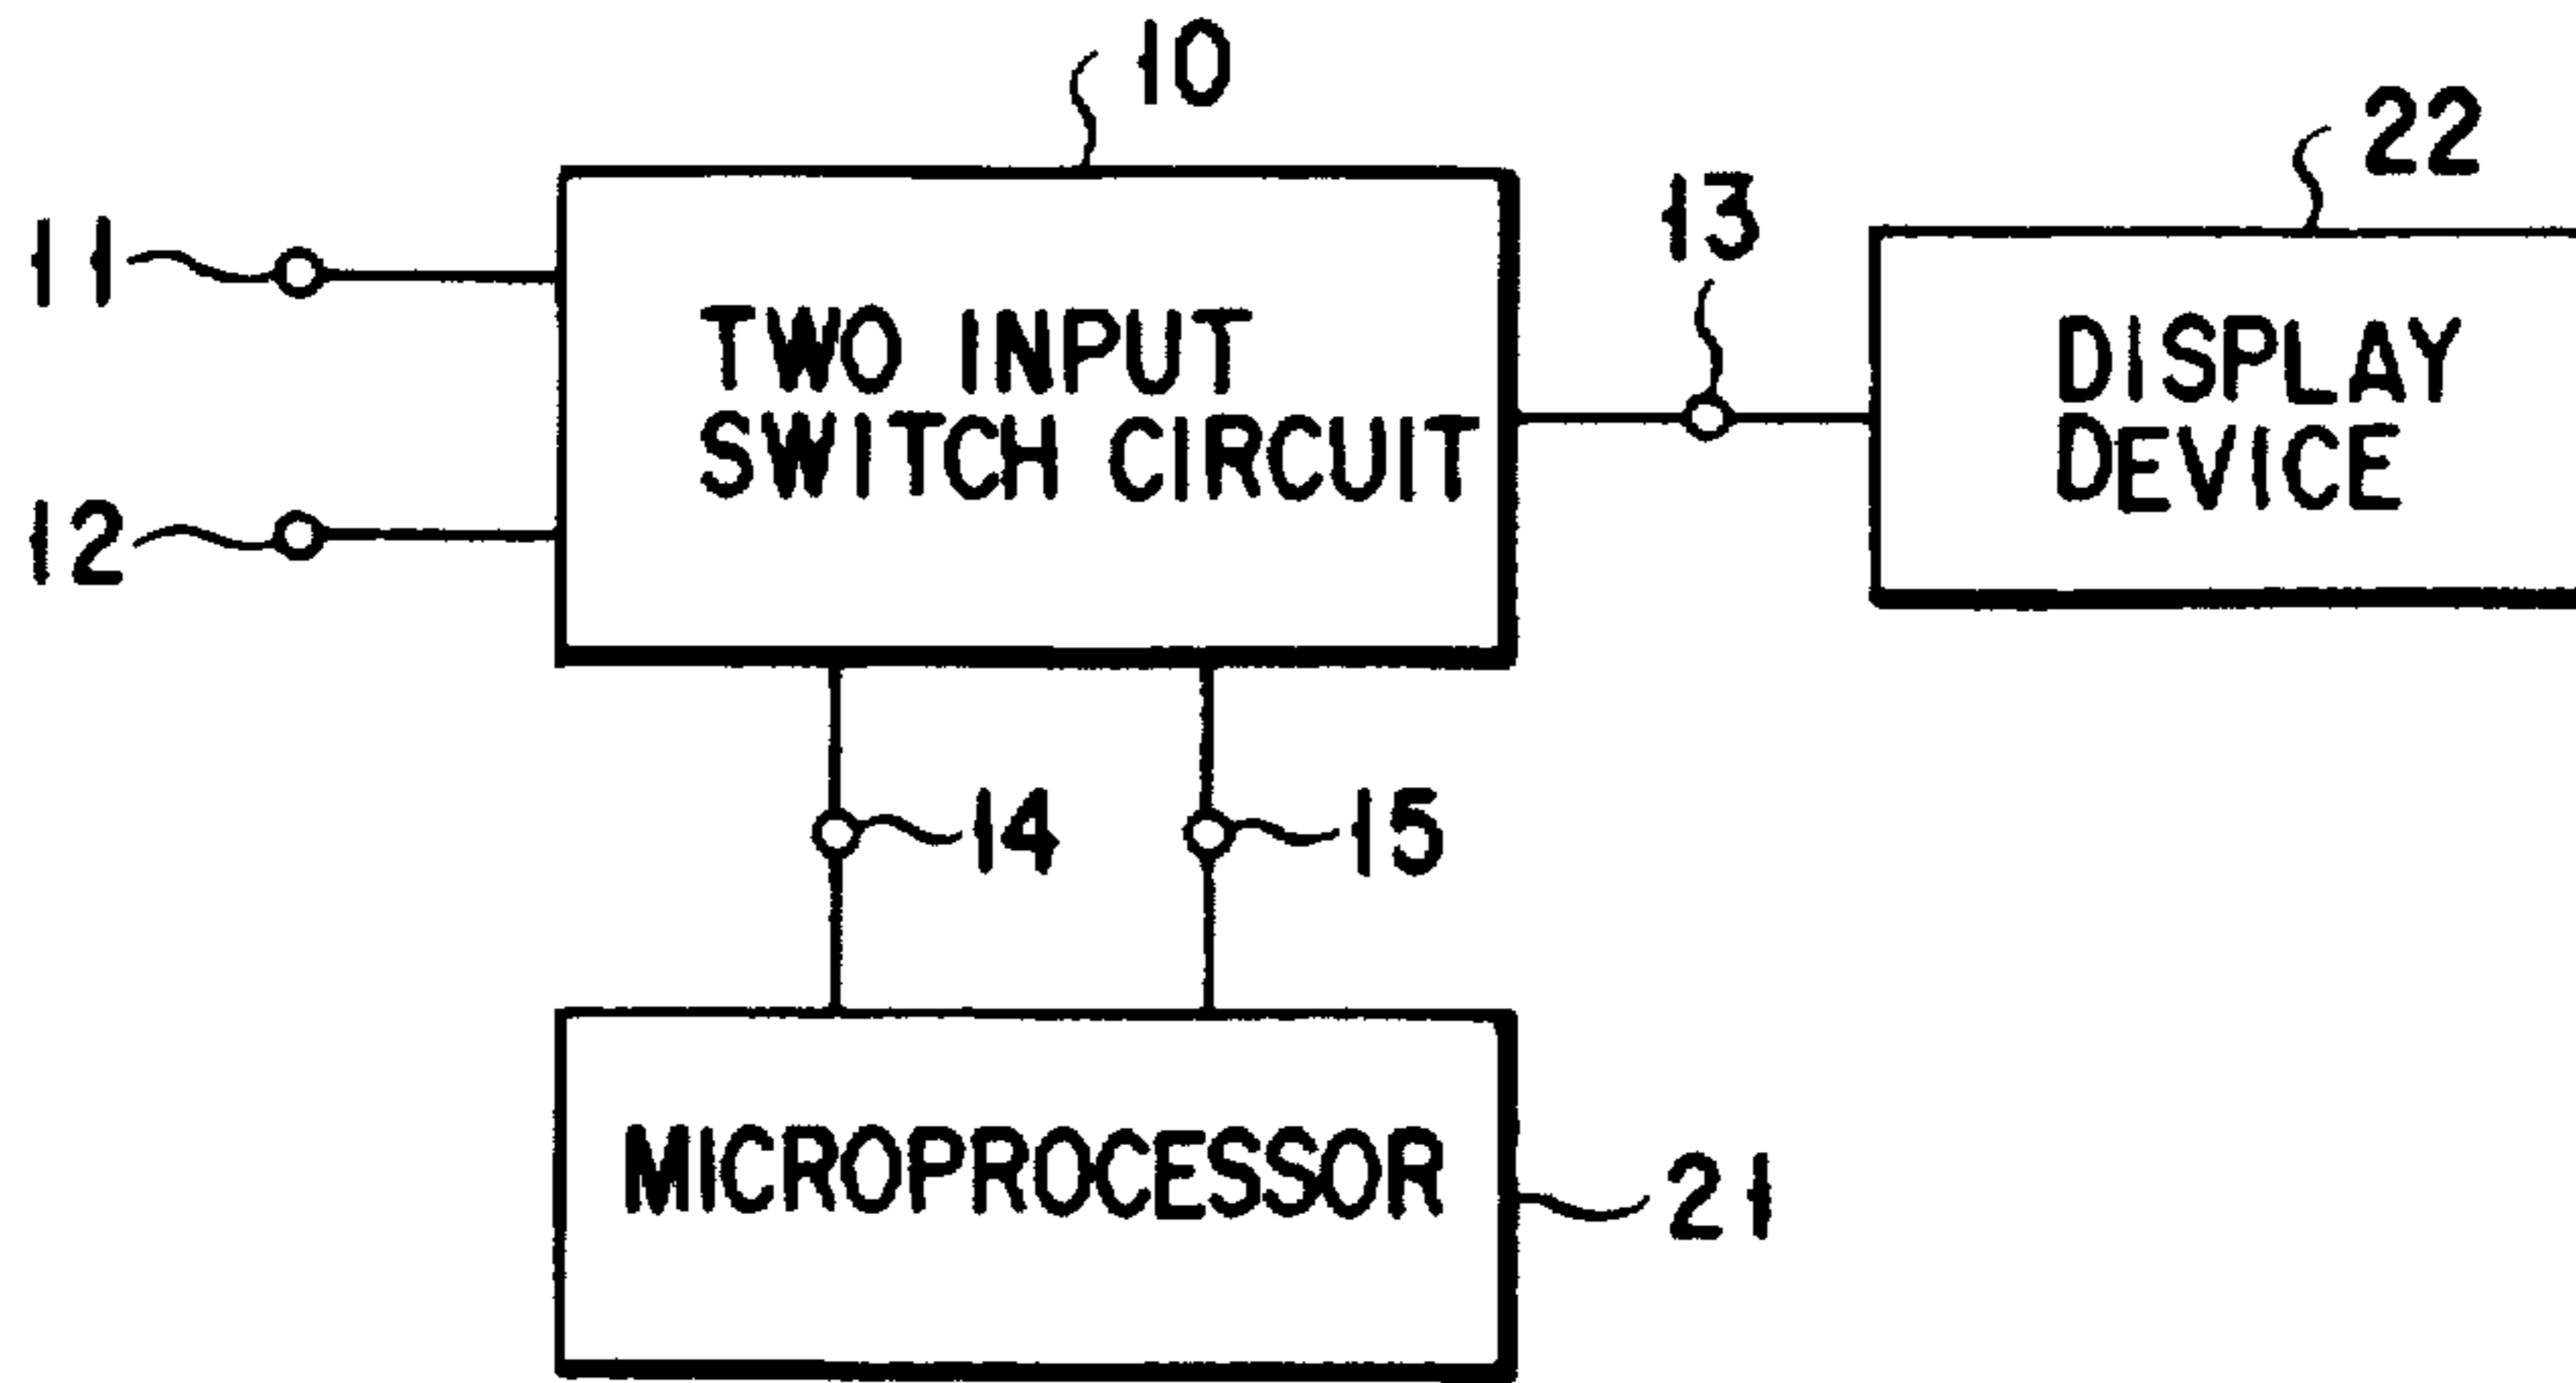 10
22
13
11
TWO INPUT
SWITCH CIRCUIT
DISPLAY
DEVICE
12
14
15
MICROPROCESSOR
21